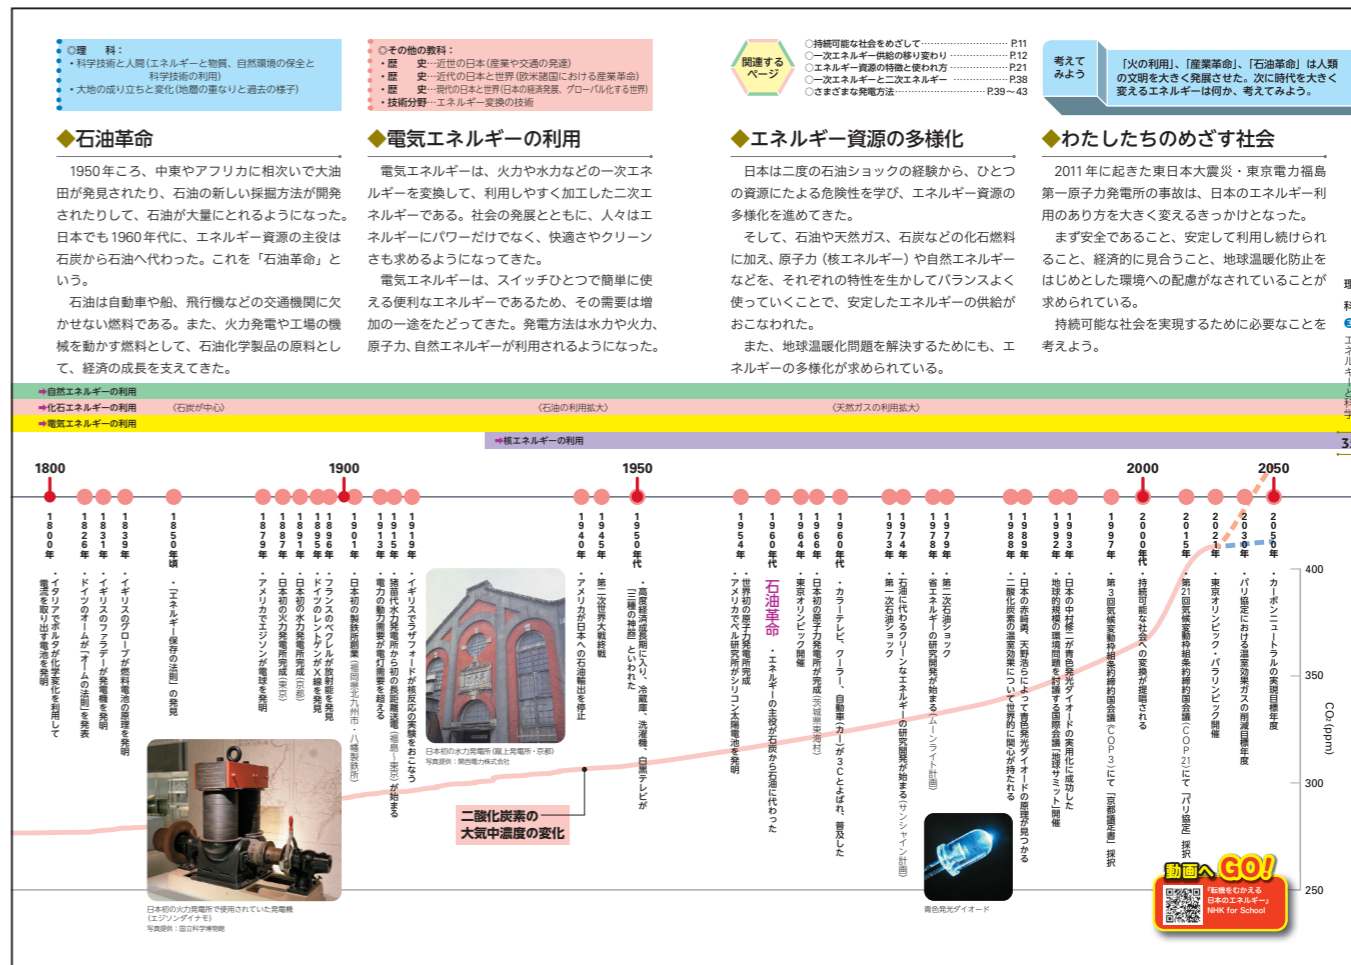 ◎理　　科：
・科学技術と人間（エネルギーと物質、自然環境の保全と
科学技術の利用）
・大地の成り立ちと変化（地層の重なりと過去の様子）
◎その他の教科：
・歴　　史…近世の日本（産業や交通の発達）
・歴　　史…近代の日本と世界（欧米諸国における産業革命）
・歴　　史…現代の日本と世界（日本の経済発展、グローバル化する世界）
・技術分野…エネルギー変換の技術
関連する
ページ
○持続可能な社会をめざして……………………P.11
○一次エネルギー供給の移り変わり……………P.12
○エネルギー資源の特徴と使われ方……………P.21
○一次エネルギーと二次エネルギー……………P.38
○さまざまな発電方法……………………P.39～43
考えて
みよう
「火の利用」、「産業革命」、「石油革命」は人類
の文明を大きく発展させた。次に時代を大きく
変えるエネルギーは何か、考えてみよう。
◆石油革命
1950年ころ、中東やアフリカに相次いで大油
田が発見されたり、石油の新しい採掘方法が開発
されたりして、石油が大量にとれるようになった。
日本でも1960年代に、エネルギー資源の主役は
石炭から石油へ代わった。これを「石油革命」と
いう。
石油は自動車や船、飛行機などの交通機関に欠
かせない燃料である。また、火力発電や工場の機
械を動かす燃料として、石油化学製品の原料とし
て、経済の成長を支えてきた。
◆電気エネルギーの利用
電気エネルギーは、火力や水力などの一次エネ
ルギーを変換して、利用しやすく加工した二次エ
ネルギーである。社会の発展とともに、人々はエ
ネルギーにパワーだけでなく、快適さやクリーン
さも求めるようになってきた。
電気エネルギーは、スイッチひとつで簡単に使
える便利なエネルギーであるため、その需要は増
加の一途をたどってきた。発電方法は水力や火力、
原子力、自然エネルギーが利用されるようになった。
◆エネルギー資源の多様化
日本は二度の石油ショックの経験から、ひとつ
の資源にたよる危険性を学び、エネルギー資源の
多様化を進めてきた。
そして、石油や天然ガス、石炭などの化石燃料
に加え、原子力（核エネルギー）や自然エネルギー
などを、それぞれの特性を生かしてバランスよく
使っていくことで、安定したエネルギーの供給が
おこなわれた。
また、地球温暖化問題を解決するためにも、エ
ネルギーの多様化が求められている。
◆わたしたちのめざす社会
2011年に起きた東日本大震災・東京電力福島
第一原子力発電所の事故は、日本のエネルギー利
用のあり方を大きく変えるきっかけとなった。
まず安全であること、安定して利用し続けられ
ること、経済的に見合うこと、地球温暖化防止を
はじめとした環境への配慮がなされていることが
求められている。
持続可能な社会を実現するために必要なことを
考えよう。
理
科
③
エネルギーと科学
➡自然エネルギーの利用
➡化石エネルギーの利用　〈石炭が中心〉　〈石油の利用拡大〉　〈天然ガスの利用拡大〉
➡電気エネルギーの利用
➡核エネルギーの利用
1800　1900　1950　2000　2050
1800年・イタリアでボルタが化学変化を利用して
電流を取り出す電池を発明
1826年・ドイツのオームが「オームの法則」を発表
1831年・イギリスのファラデーが発電機を発明
1839年・イギリスのグローブが燃料電池の原理を発明
1850年頃・「エネルギー保存の法則」の発見
1879年・アメリカでエジソンが電球を発明
1887年・日本初の火力発電所完成（東京）
1891年・日本初の水力発電所完成（京都）
1895年・ドイツのレントゲンがX線を発見
1896年・フランスのベクレルが放射能を発見
1901年・日本初の製鉄所創業（福岡県北九州市・八幡製鉄所）
1913年・電力の動力需要が電灯需要を超える
1915年・猪苗代水力発電所から初の長距離送電（福島～東京）が始まる
1919年・イギリスでラザフォードが核反応の実験をおこなう
1940年・アメリカが日本への石油輸出を停止
1945年・第二次世界大戦終戦
1950年代・高度経済成長期に入り、冷蔵庫、洗濯機、白黒テレビが
「三種の神器」といわれた
1954年・世界初の原子力発電所完成
・アメリカでベル研究所がシリコン太陽電池を発明
1960年代 石油革命・エネルギーの主役が石炭から石油に代わった
1964年・東京オリンピック開催
1966年・日本初の原子力発電所が完成（茨城県東海村）
1960年代・カラーテレビ、クーラー、自動車（カー）が3Cとよばれ、普及した
1973年・第一次石油ショック
1974年・石油に代わるクリーンなエネルギーの研究開発が始まる（サンシャイン計画）
1978年・省エネルギーの研究開発が始まる（ムーンライト計画）
1979年・第二次石油ショック
1988年・二酸化炭素の温室効果について世界的に関心が持たれる
1989年・日本の赤﨑勇、天野浩らによって青色発光ダイオードの原理が見つかる
1992年・地球的規模の環境問題を討議する国際会議「地球サミット」開催
1993年・日本の中村修二が青色発光ダイオードの実用化に成功した
1997年・第3回気候変動枠組条約締約国会議（COP3）にて「京都議定書」採択
2000年代・持続可能な社会への変換が提唱される
2015年・第21回気候変動枠組条約締約国会議（COP21）にて「パリ協定」採択
2021年・東京オリンピック・パラリンピック開催
2030年・パリ協定における温室効果ガスの削減目標年度
2050年・カーボンニュートラルの実現目標年度
400
350
300
250
CO₂(ppm)
二酸化炭素の
大気中濃度の変化
日本初の水力発電所（蹴上発電所・京都）
写真提供：関西電力株式会社
日本初の火力発電所で使用されていた発電機
（エジソンダイナモ）
写真提供：国立科学博物館
青色発光ダイオード
動画へGO!
『転機をむかえる
日本のエネルギー』
NHK for School